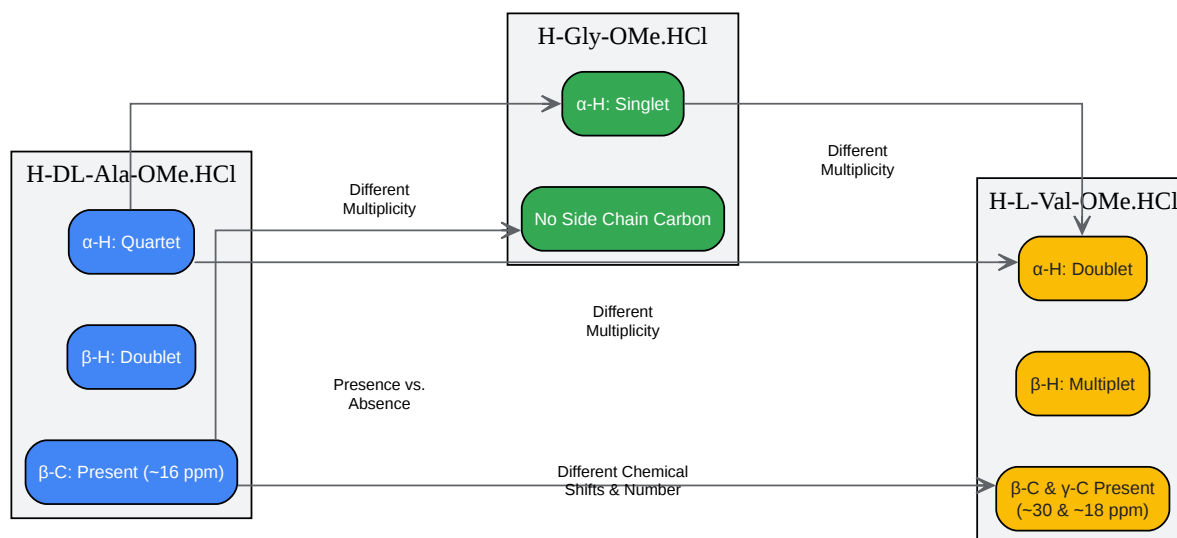 H-Gly-OMe.HCl
α-H: Singlet
No Side Chain Carbon
H-DL-Ala-OMe.HCl
α-H: Quartet
β-H: Doublet
β-C: Present (~16 ppm)
H-L-Val-OMe.HCl
α-H: Doublet
β-H: Multiplet
β-C & γ-C Present
(~30 & ~18 ppm)
Different
Multiplicity
Different
Multiplicity
Different
Multiplicity
Presence vs.
Absence
Different Chemical
Shifts & Number